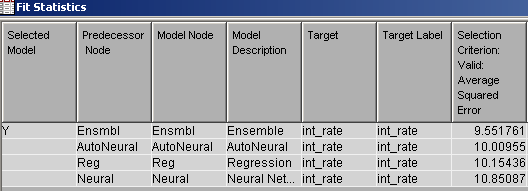 Fit Statistics
Selected Model Predecessor Node Model Node Model Description Target Target Label Selection Criterion: Valid: Average Squared Error
Y Ensmbl Ensmbl Ensemble int_rate int_rate 9.551761
AutoNeural AutoNeural AutoNeural int_rate int_rate 10.00955
Reg Reg Regression int_rate int_rate 10.15436
Neural Neural Neural Net... int_rate int_rate 10.85087